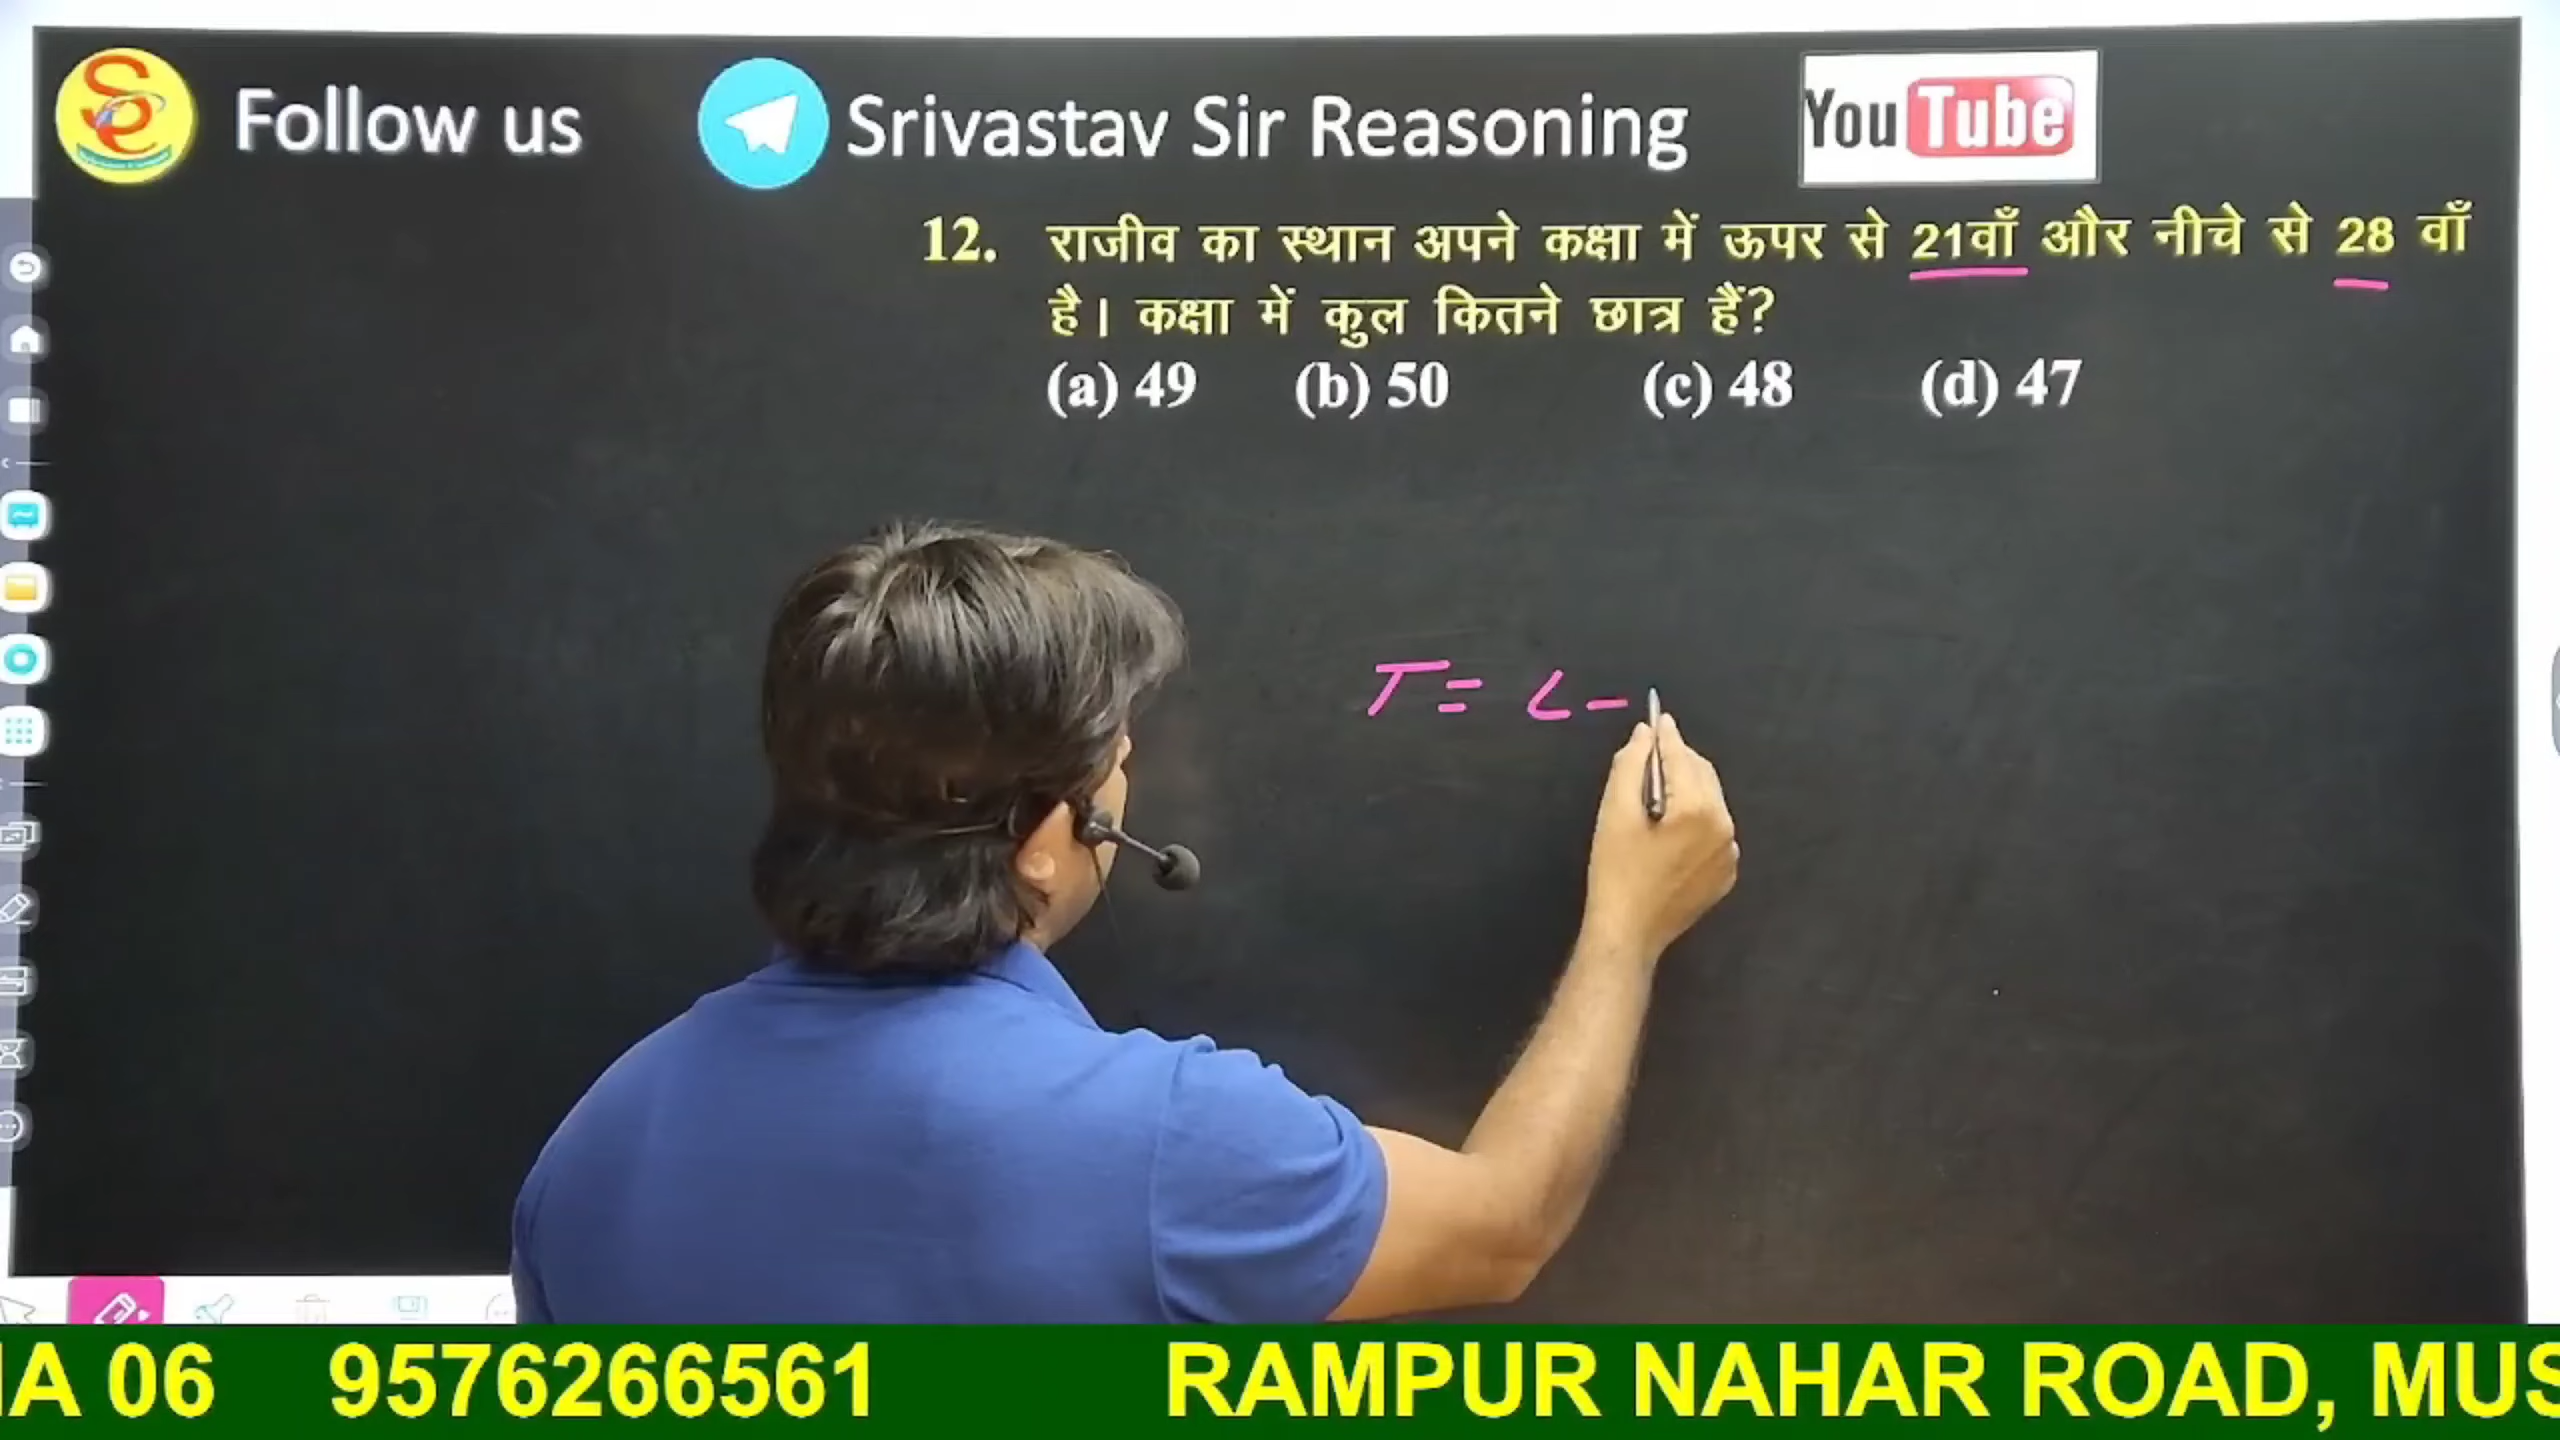 Follow us
Srivastav Sir Reasoning
YouTube
12. राजीव का स्थान अपने कक्षा में ऊपर से 21वाँ और नीचे से 28 वाँ
है। कक्षा में कुल कितने छात्र हैं?
(a) 49 (b) 50 (c) 48 (d) 47
T = L -
IA 06 9576266561 RAMPUR NAHAR ROAD, MUS